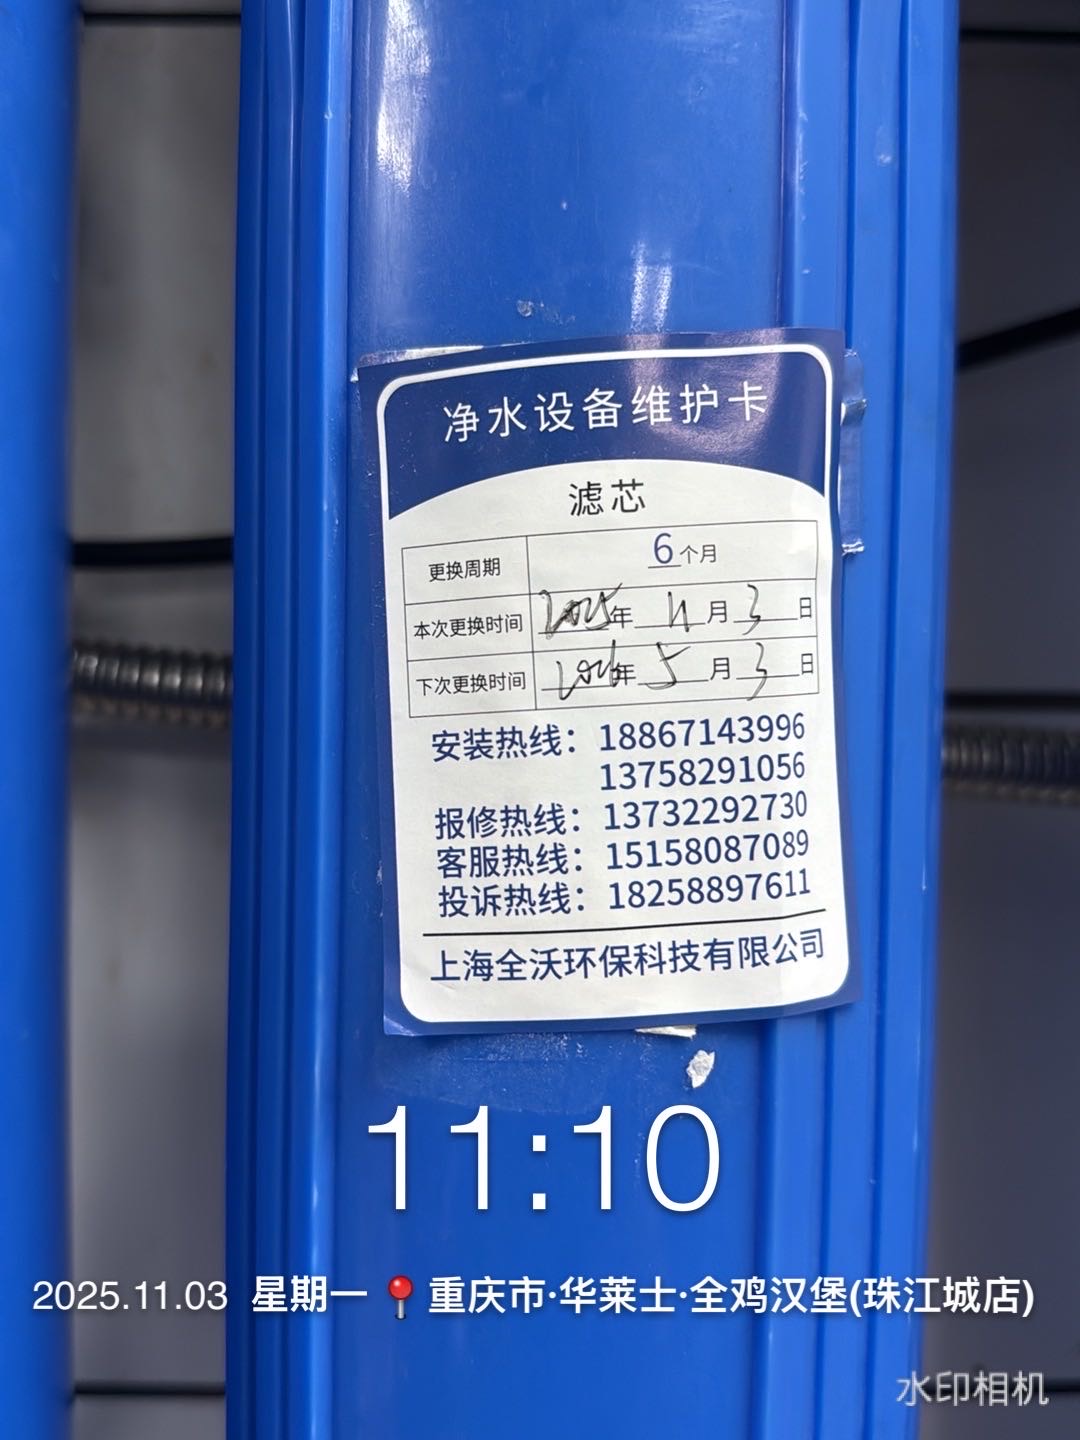 净水设备维护卡
滤芯
更换周期 6个月
本次更换时间 2025年 11月 3日
下次更换时间 2026年 5月 3日
安装热线：18867143996
13758291056
报修热线：13732292730
客服热线：15158087089
投诉热线：18258897611
上海全沃环保科技有限公司
11:10
2025.11.03 星期一 重庆市·华莱士·全鸡汉堡(珠江城店)
水印相机